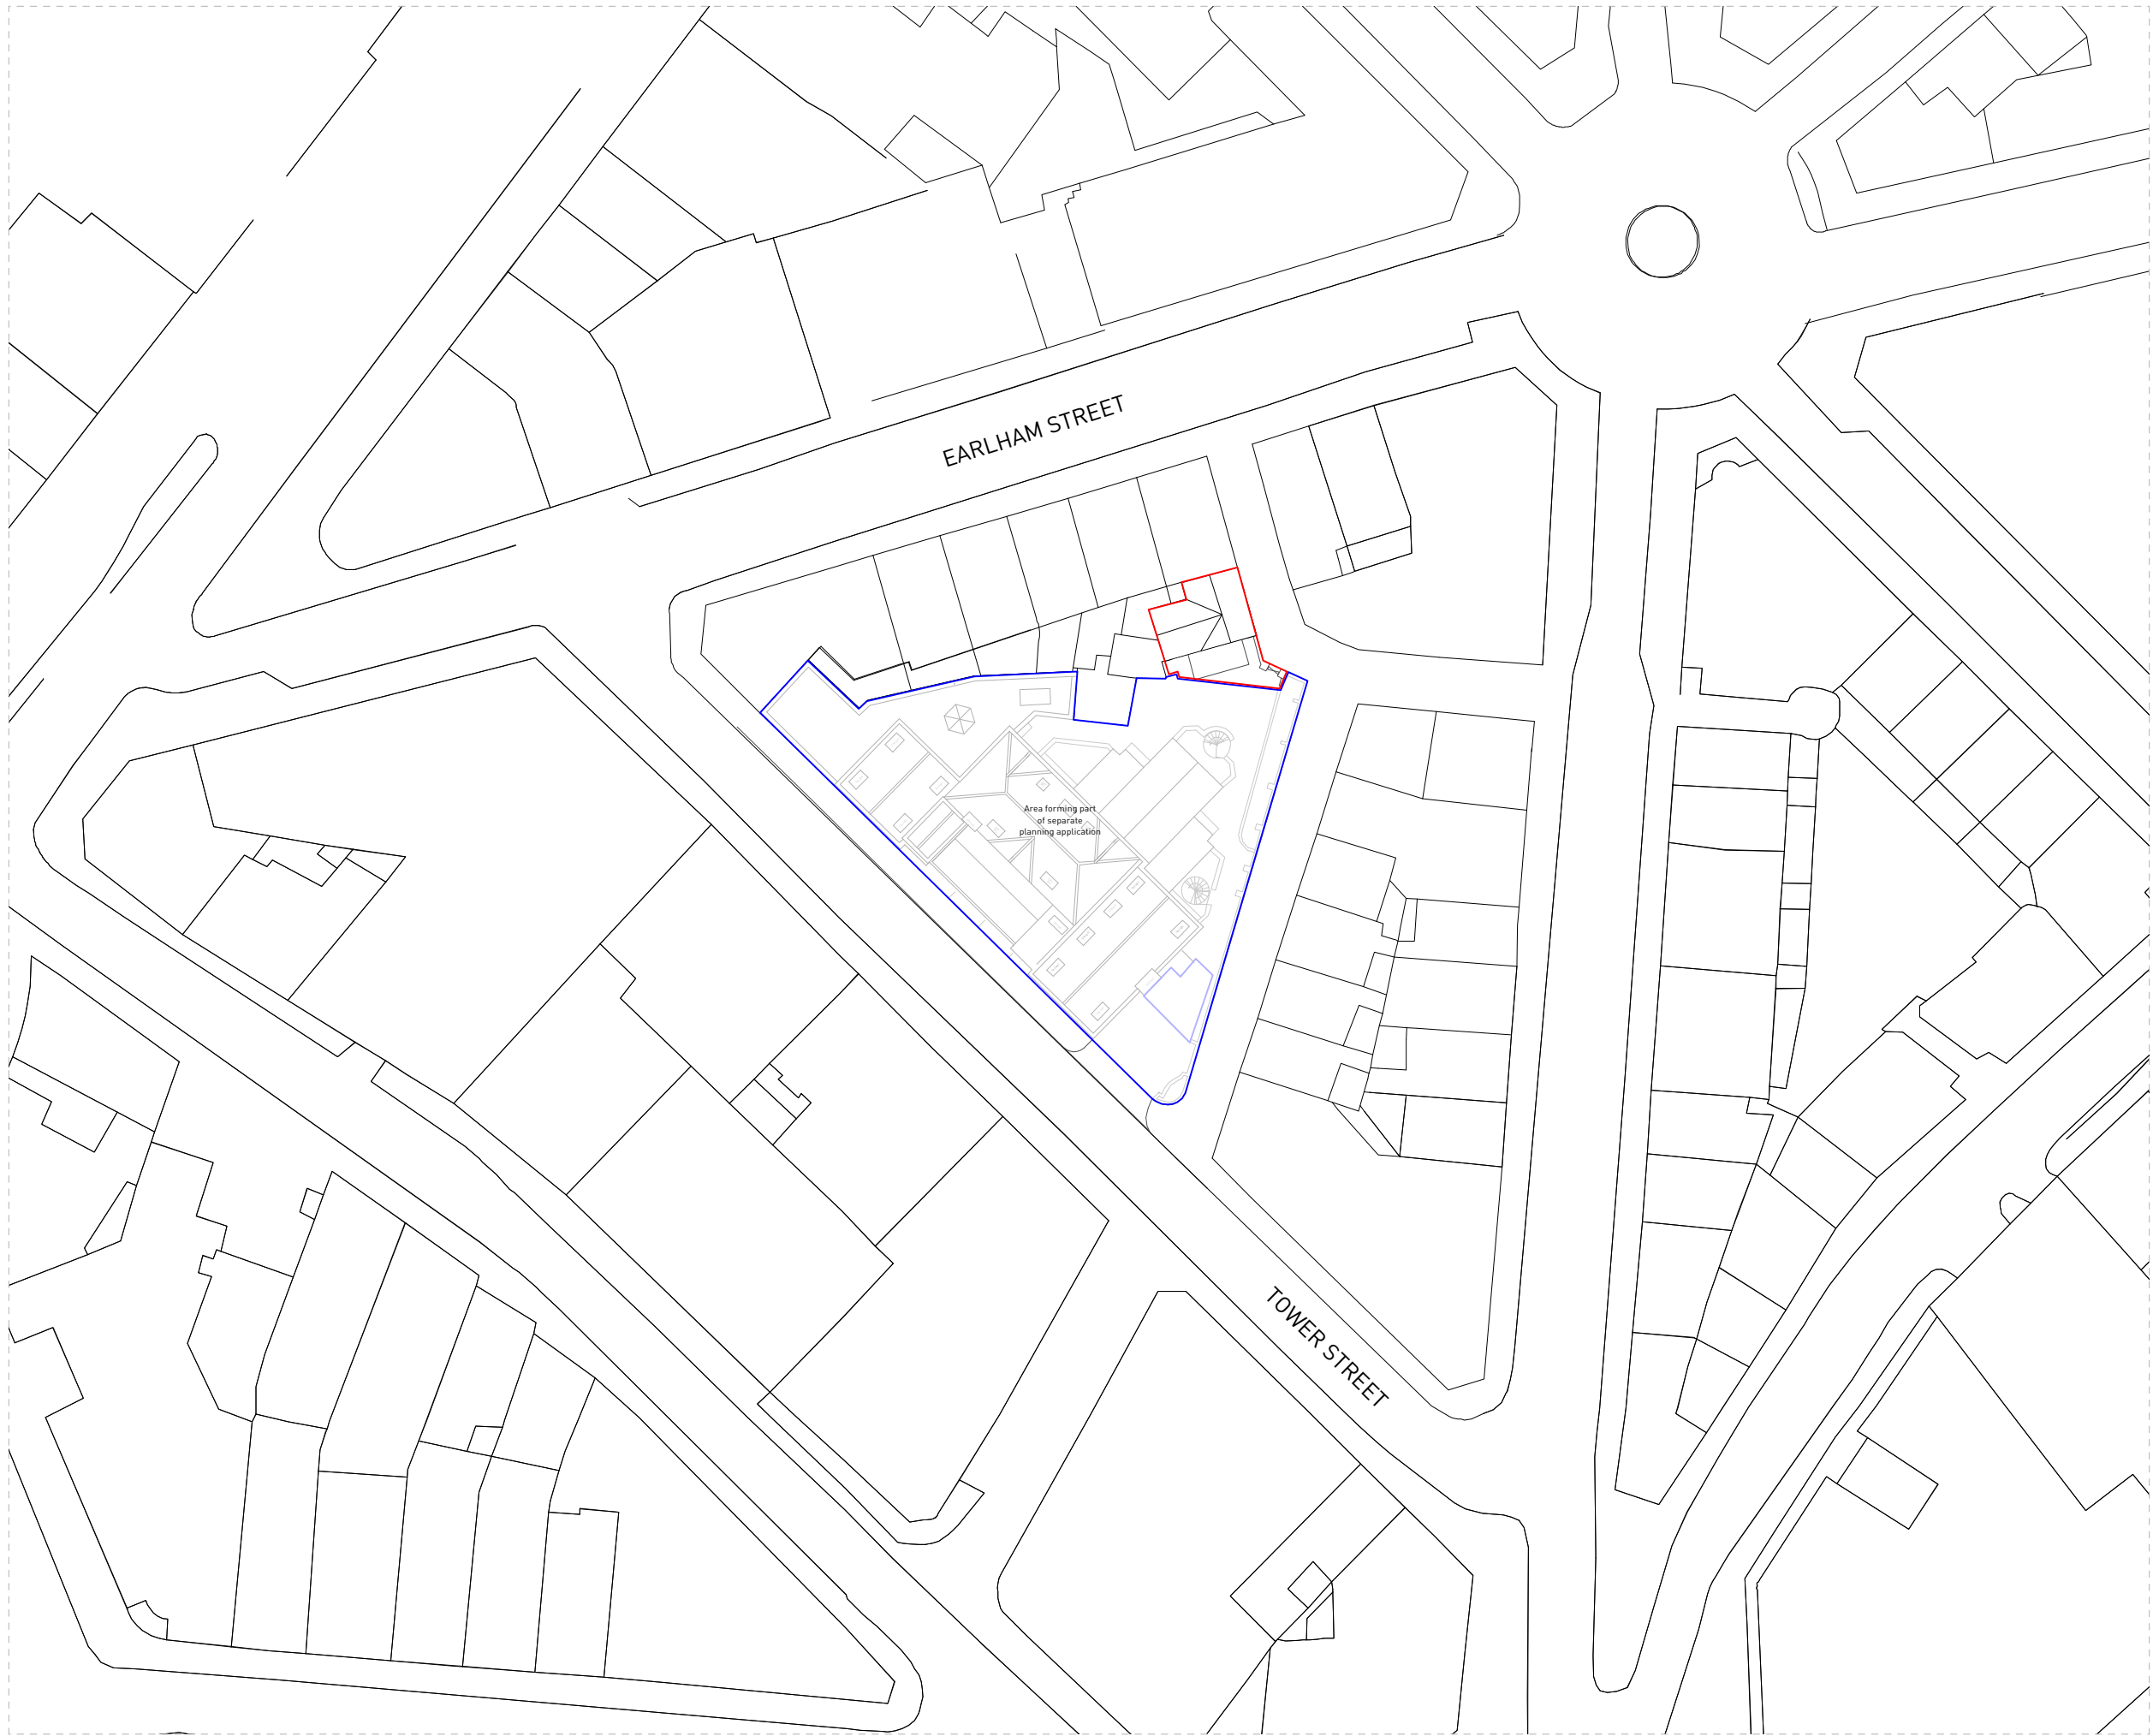 EARLHAM STREET
Area forming part
of separate
planning application
TOWER STREET